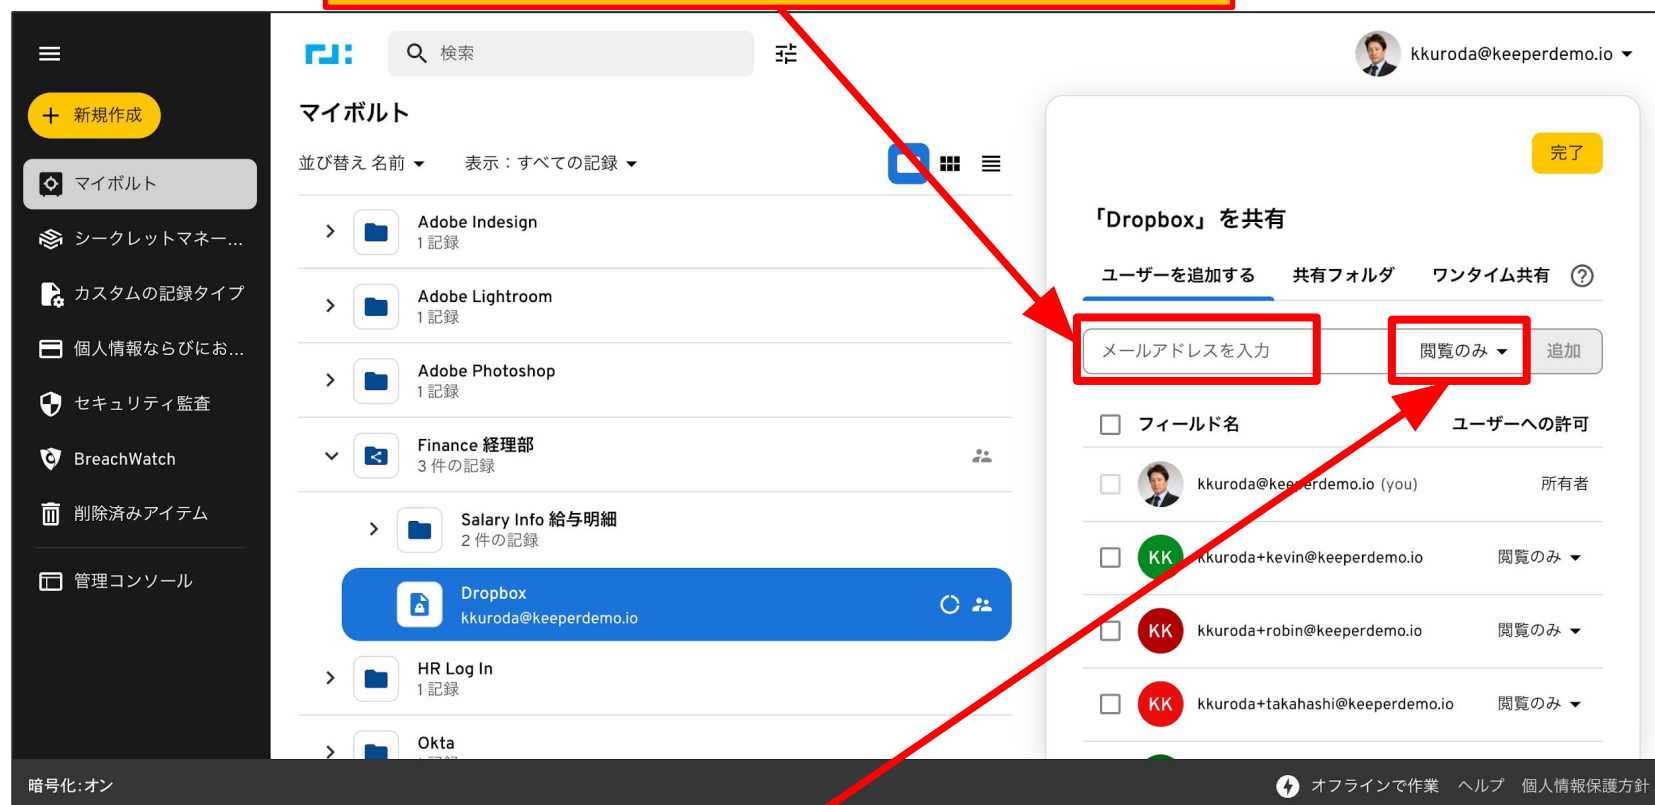 検索
kkuroda@keeperdemo.io
新規作成
マイボルト
シークレットマネー...
カスタムの記録タイプ
個人情報ならびにお...
セキュリティ監査
BreachWatch
削除済みアイテム
管理コンソール
マイボルト
並び替え 名前
表示：すべての記録
Adobe Indesign
1 記録
Adobe Lightroom
1 記録
Adobe Photoshop
1 記録
Finance 経理部
3 件の記録
Salary Info 給与明細
2 件の記録
Dropbox
kkuroda@keeperdemo.io
HR Log In
1 記録
Okta
完了
「Dropbox」を共有
ユーザーを追加する 共有フォルダ ワンタイム共有
メールアドレスを入力 閲覧のみ 追加
フィールド名 ユーザーへの許可
kkuroda@keeperdemo.io (you) 所有者
KK kkuroda+kevin@keeperdemo.io 閲覧のみ
KK kkuroda+robin@keeperdemo.io 閲覧のみ
KK kkuroda+takahashi@keeperdemo.io 閲覧のみ
暗号化:オン
オフラインで作業 ヘルプ 個人情報保護方針